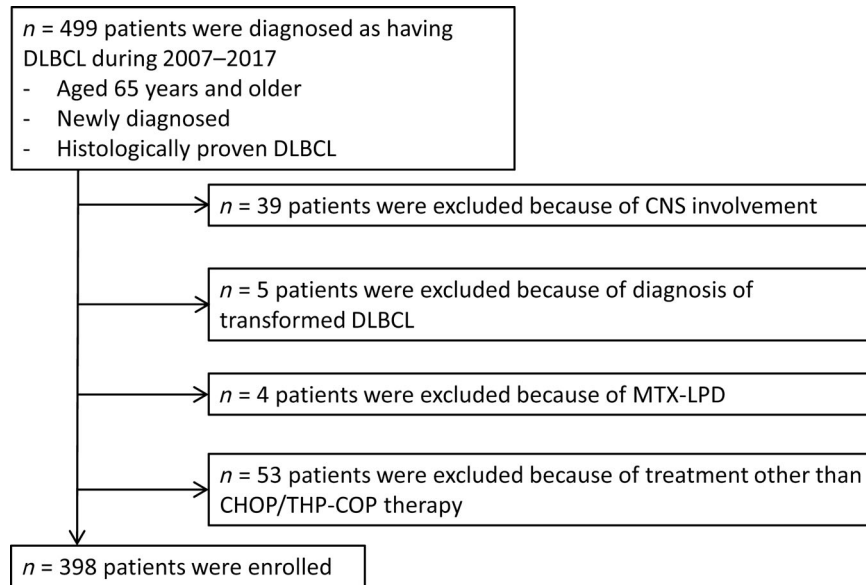 n = 499 patients were diagnosed as having
DLBCL during 2007–2017
- Aged 65 years and older
- Newly diagnosed
- Histologically proven DLBCL
n = 39 patients were excluded because of CNS involvement
n = 5 patients were excluded because of diagnosis of
transformed DLBCL
n = 4 patients were excluded because of MTX-LPD
n = 53 patients were excluded because of treatment other than
CHOP/THP-COP therapy
n = 398 patients were enrolled